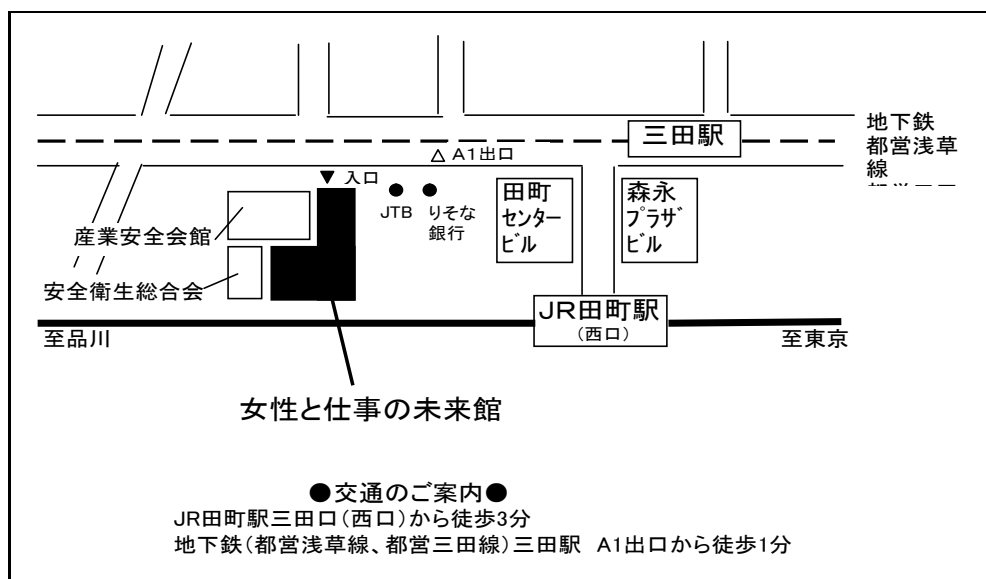 三田駅
地下鉄
都営浅草
線
△ A1出口
▼ 入口
JTB
りそな
銀行
田町
センター
ビル
森永
プラザ
ビル
産業安全会館
安全衛生総合会
JR田町駅
(西口)
至品川
至東京
女性と仕事の未来館
●交通のご案内●
JR田町駅三田口(西口)から徒歩3分
地下鉄(都営浅草線、都営三田線)三田駅 A1出口から徒歩1分